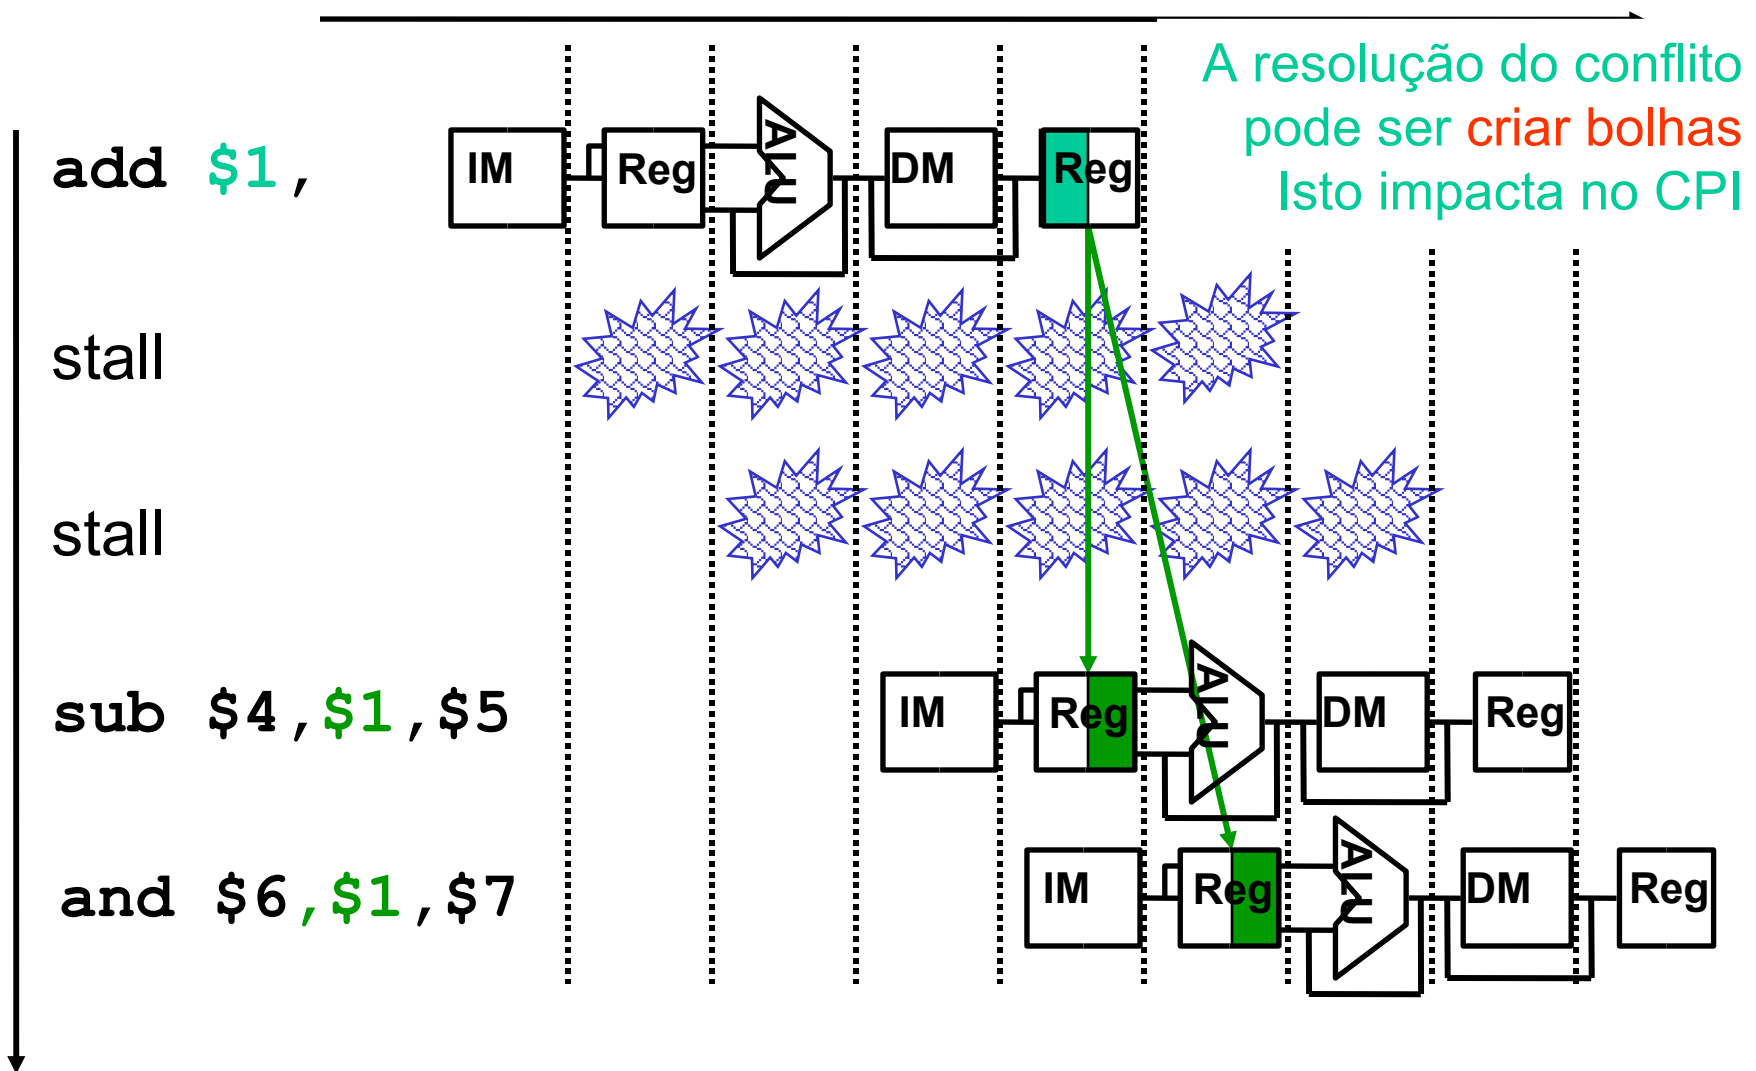 A resolução do conflito
pode ser criar bolhas
Isto impacta no CPI
add $1,
IM Reg ALU DM Reg
stall
stall
sub $4,$1,$5
IM Reg ALU DM Reg
and $6,$1,$7
IM Reg ALU DM Reg